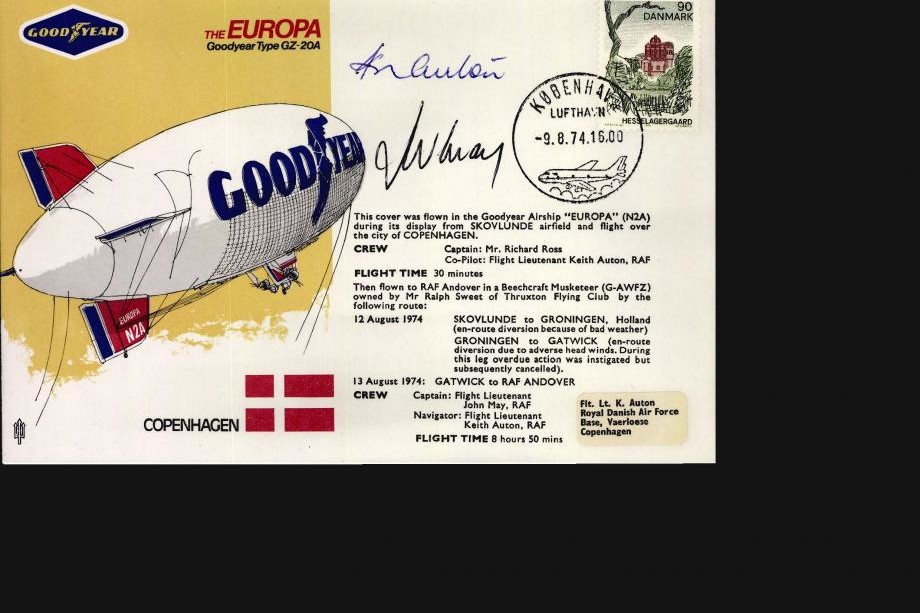 GOODYEAR
THE EUROPA
Goodyear Type GZ-20A
90
DANMARK
HESSELAGERGAARD
KØBENHAVN
LUFTHAVN
-9.8.74.16.00
K Auton
J W May
GOODYEAR
EUROPA
N2A
This cover was flown in the Goodyear Airship "EUROPA" (N2A)
during its display from SKOVLUNDE airfield and flight over
the city of COPENHAGEN.
CREW Captain: Mr. Richard Ross
Co-Pilot: Flight Lieutenant Keith Auton, RAF
FLIGHT TIME 30 minutes
Then flown to RAF Andover in a Beechcraft Musketeer (G-AWFZ)
owned by Mr Ralph Sweet of Thruxton Flying Club by the
following route:
12 August 1974 SKOVLUNDE to GRONINGEN, Holland
(en-route diversion because of bad weather)
GRONINGEN to GATWICK (en-route
diversion due to adverse head winds. During
this leg overdue action was instigated but
subsequently cancelled).
13 August 1974: GATWICK to RAF ANDOVER
CREW Captain: Flight Lieutenant
John May, RAF
Navigator: Flight Lieutenant
Keith Auton, RAF
FLIGHT TIME 8 hours 50 mins
COPENHAGEN
Flt. Lt. K. Auton
Royal Danish Air Force
Base, Vaerloese
Copenhagen